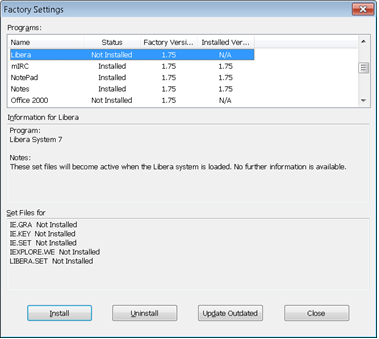 Factory Settings
Programs:
Name Status Factory Versi... Installed Ver...
Libera Not Installed 1.75 N/A
mIRC Installed 1.75 1.75
NotePad Installed 1.75 1.75
Notes Installed 1.75 1.75
Office 2000 Not Installed 1.75 N/A
Information for Libera
Program:
Libera System 7
Notes:
These set files will become active when the Libera system is loaded. No further information is available.
Set Files for
IE.GRA Not Installed
IE.KEY Not Installed
IE.SET Not Installed
IEXPLORE.WE Not Installed
LIBERA.SET Not Installed
Install Uninstall Update Outdated Close